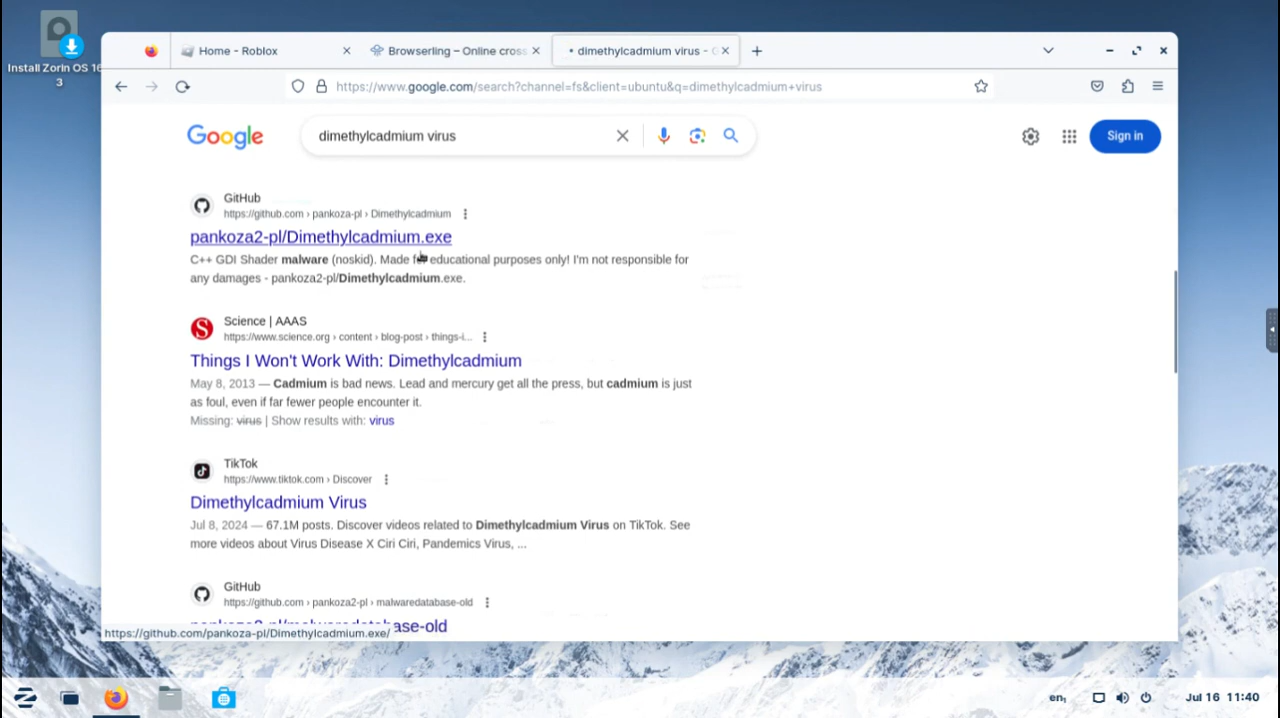 Install Zorin OS 16
3
Home - Roblox
Browserling – Online cross
dimethylcadmium virus -
https://www.google.com/search?channel=fs&client=ubuntu&q=dimethylcadmium+virus
Google
dimethylcadmium virus
Sign in
GitHub
https://github.com › pankoza-pl › Dimethylcadmium
pankoza2-pl/Dimethylcadmium.exe
C++ GDI Shader malware (noskid). Made educational purposes only! I'm not responsible for
any damages - pankoza2-pl/Dimethylcadmium.exe.
Science | AAAS
https://www.science.org › content › blog-post › things-i...
Things I Won't Work With: Dimethylcadmium
May 8, 2013 — Cadmium is bad news. Lead and mercury get all the press, but cadmium is just
as foul, even if far fewer people encounter it.
Missing: virus | Show results with: virus
TikTok
https://www.tiktok.com › Discover
Dimethylcadmium Virus
Jul 8, 2024 — 67.1M posts. Discover videos related to Dimethylcadmium Virus on TikTok. See
more videos about Virus Disease X Ciri Ciri, Pandemics Virus, ...
GitHub
https://github.com › pankoza2-pl › malwaredatabase-old
pankoza2-pl/malwaredatabase-old
https://github.com/pankoza-pl/Dimethylcadmium.exe/
en₁
Jul 16 11:40